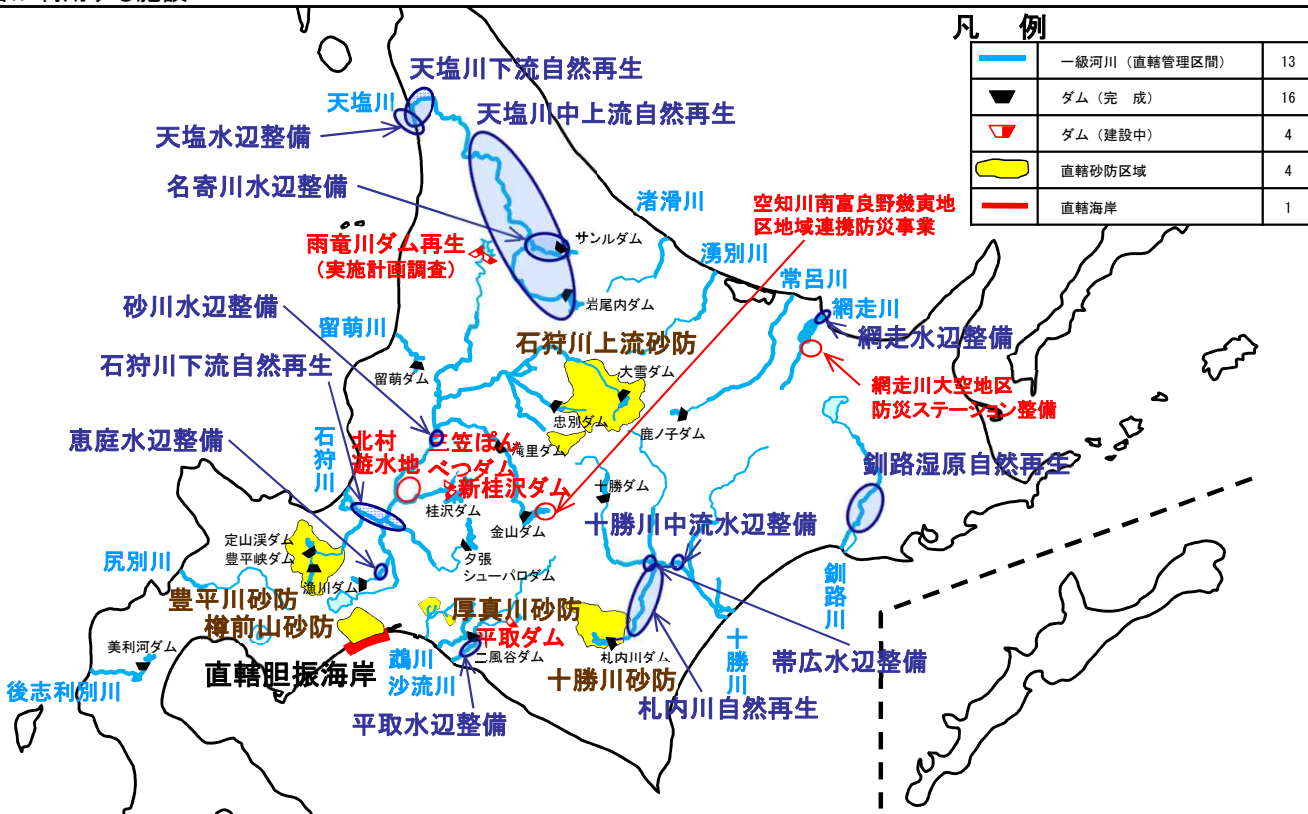 凡　例
一級河川（直轄管理区間）　13
ダム（完　成）　16
ダム（建設中）　4
直轄砂防区域　4
直轄海岸　1
天塩川下流自然再生
天塩川
天塩川中上流自然再生
天塩水辺整備
名寄川水辺整備
渚滑川
空知川南富良野幾寅地
区地域連携防災事業
雨竜川ダム再生
（実施計画調査）
サンルダム
湧別川
常呂川
砂川水辺整備
岩尾内ダム
網走川
留萌川
網走水辺整備
石狩川上流砂防
石狩川下流自然再生
留萌ダム
大雪ダム
網走川大空地区
防災ステーション整備
忠別ダム
鹿ノ子ダム
恵庭水辺整備
石狩川
北村
遊水地
三笠ぽん
べつダム
滝里ダム
新桂沢ダム
釧路湿原自然再生
十勝ダム
桂沢ダム
金山ダム
十勝川中流水辺整備
定山渓ダム
豊平峡ダム
尻別川
夕張
シューパロダム
漁川ダム
釧路川
豊平川砂防
樽前山砂防
厚真川砂防
平取ダム
美利河ダム
鵡川
沙流川
二風谷ダム
札内川ダム
十勝川
帯広水辺整備
直轄胆振海岸
十勝川砂防
後志利別川
札内川自然再生
平取水辺整備